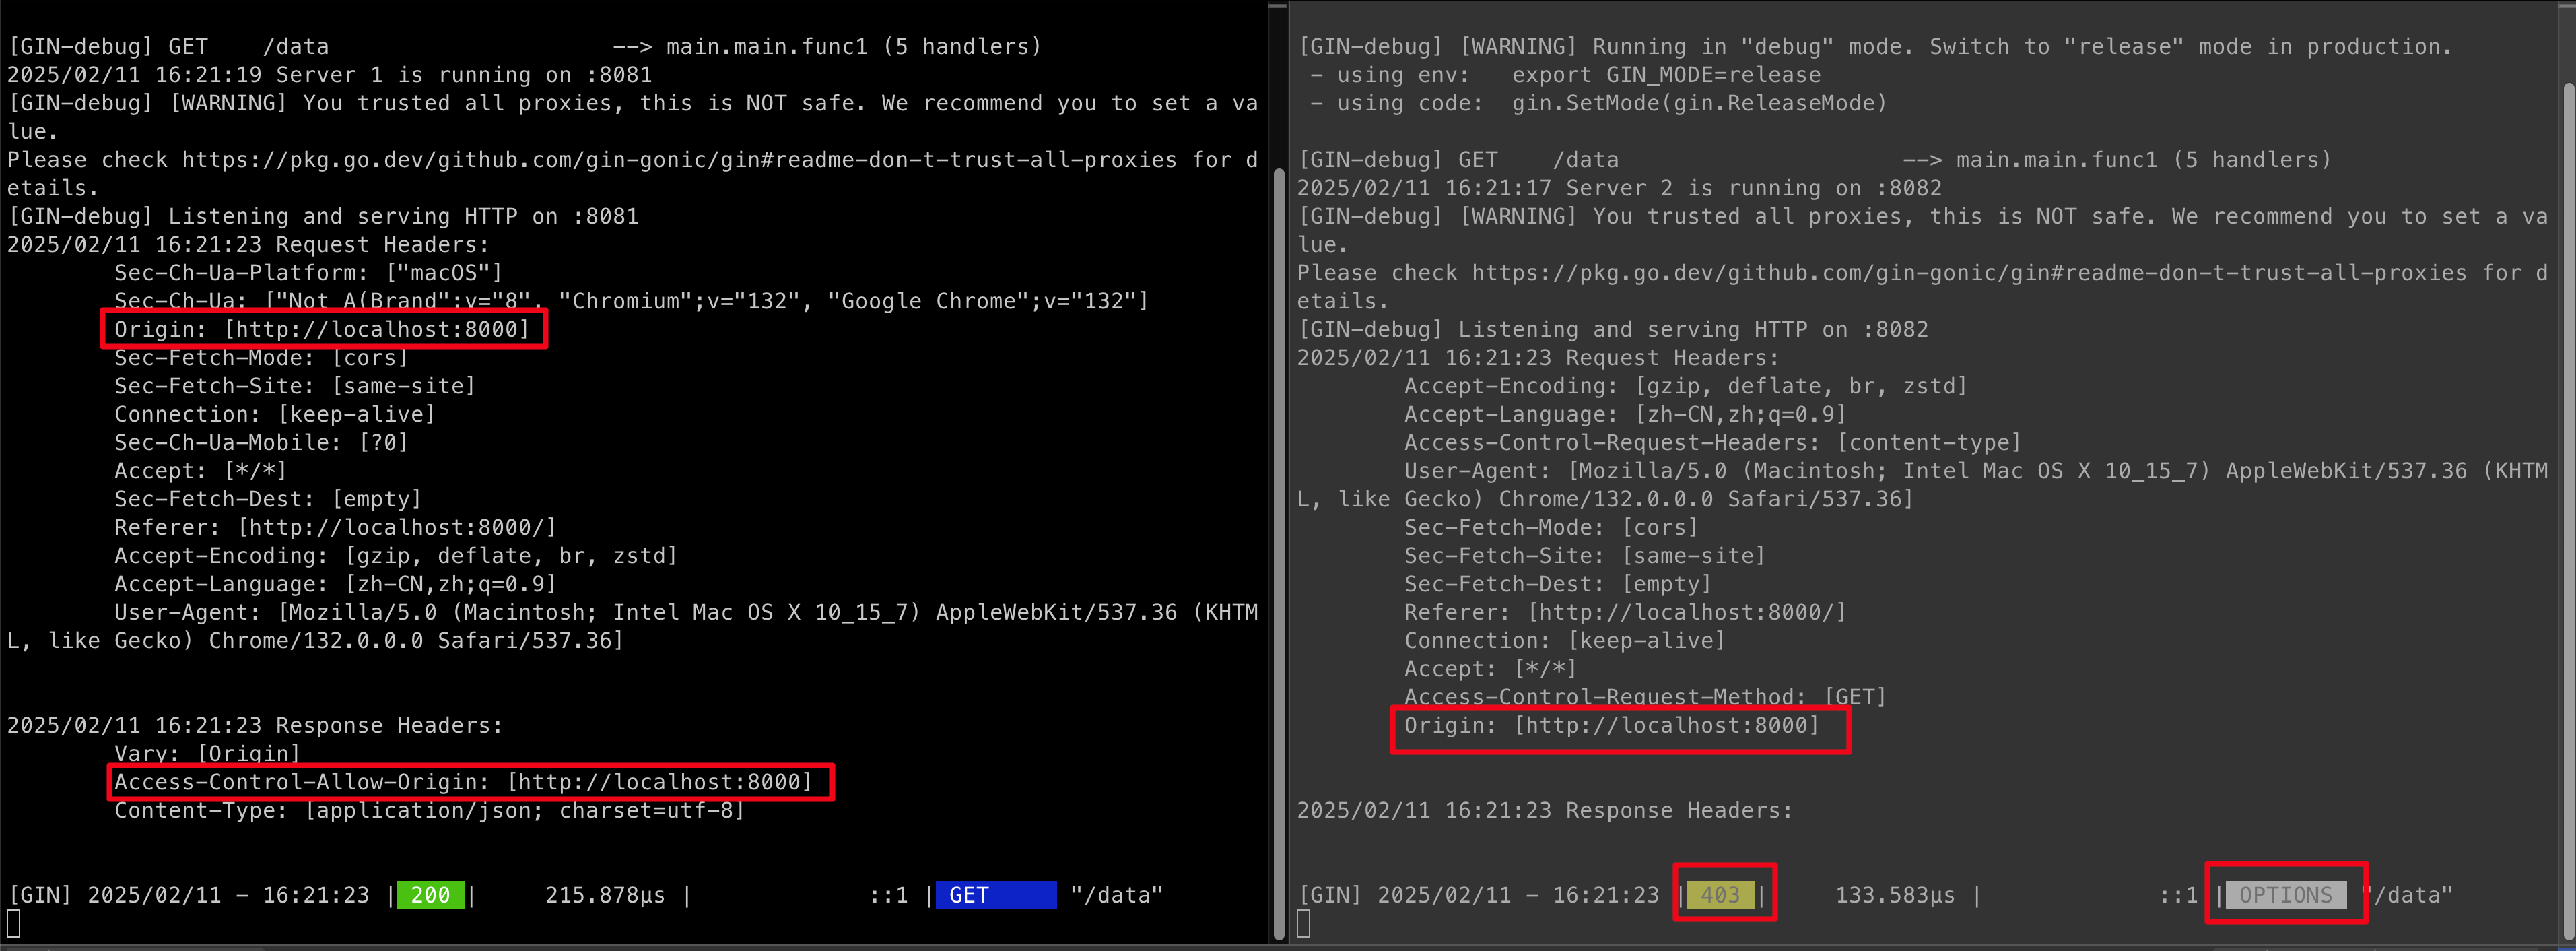 [GIN-debug] GET    /data                     --> main.main.func1 (5 handlers)
2025/02/11 16:21:19 Server 1 is running on :8081
[GIN-debug] [WARNING] You trusted all proxies, this is NOT safe. We recommend you to set a va
lue.
Please check https://pkg.go.dev/github.com/gin-gonic/gin#readme-don-t-trust-all-proxies for d
etails.
[GIN-debug] Listening and serving HTTP on :8081
2025/02/11 16:21:23 Request Headers:
        Sec-Ch-Ua-Platform: ["macOS"]
        Sec-Ch-Ua: ["Not A(Brand";v="8", "Chromium";v="132", "Google Chrome";v="132"]
        Origin: [http://localhost:8000]
        Sec-Fetch-Mode: [cors]
        Sec-Fetch-Site: [same-site]
        Connection: [keep-alive]
        Sec-Ch-Ua-Mobile: [?0]
        Accept: [*/*]
        Sec-Fetch-Dest: [empty]
        Referer: [http://localhost:8000/]
        Accept-Encoding: [gzip, deflate, br, zstd]
        Accept-Language: [zh-CN,zh;q=0.9]
        User-Agent: [Mozilla/5.0 (Macintosh; Intel Mac OS X 10_15_7) AppleWebKit/537.36 (KHTM
L, like Gecko) Chrome/132.0.0.0 Safari/537.36]
2025/02/11 16:21:23 Response Headers:
        Vary: [Origin]
        Access-Control-Allow-Origin: [http://localhost:8000]
        Content-Type: [application/json; charset=utf-8]
[GIN] 2025/02/11 - 16:21:23 | 200 |     215.878µs |             ::1 | GET      "/data"
[GIN-debug] [WARNING] Running in "debug" mode. Switch to "release" mode in production.
 - using env:   export GIN_MODE=release
 - using code:  gin.SetMode(gin.ReleaseMode)
[GIN-debug] GET    /data                     --> main.main.func1 (5 handlers)
2025/02/11 16:21:17 Server 2 is running on :8082
[GIN-debug] [WARNING] You trusted all proxies, this is NOT safe. We recommend you to set a va
lue.
Please check https://pkg.go.dev/github.com/gin-gonic/gin#readme-don-t-trust-all-proxies for d
etails.
[GIN-debug] Listening and serving HTTP on :8082
2025/02/11 16:21:23 Request Headers:
        Accept-Encoding: [gzip, deflate, br, zstd]
        Accept-Language: [zh-CN,zh;q=0.9]
        Access-Control-Request-Headers: [content-type]
        User-Agent: [Mozilla/5.0 (Macintosh; Intel Mac OS X 10_15_7) AppleWebKit/537.36 (KHTM
L, like Gecko) Chrome/132.0.0.0 Safari/537.36]
        Sec-Fetch-Mode: [cors]
        Sec-Fetch-Site: [same-site]
        Sec-Fetch-Dest: [empty]
        Referer: [http://localhost:8000/]
        Connection: [keep-alive]
        Accept: [*/*]
        Access-Control-Request-Method: [GET]
        Origin: [http://localhost:8000]
2025/02/11 16:21:23 Response Headers:
[GIN] 2025/02/11 - 16:21:23 | 403 |     133.583µs |             ::1 | OPTIONS  "/data"